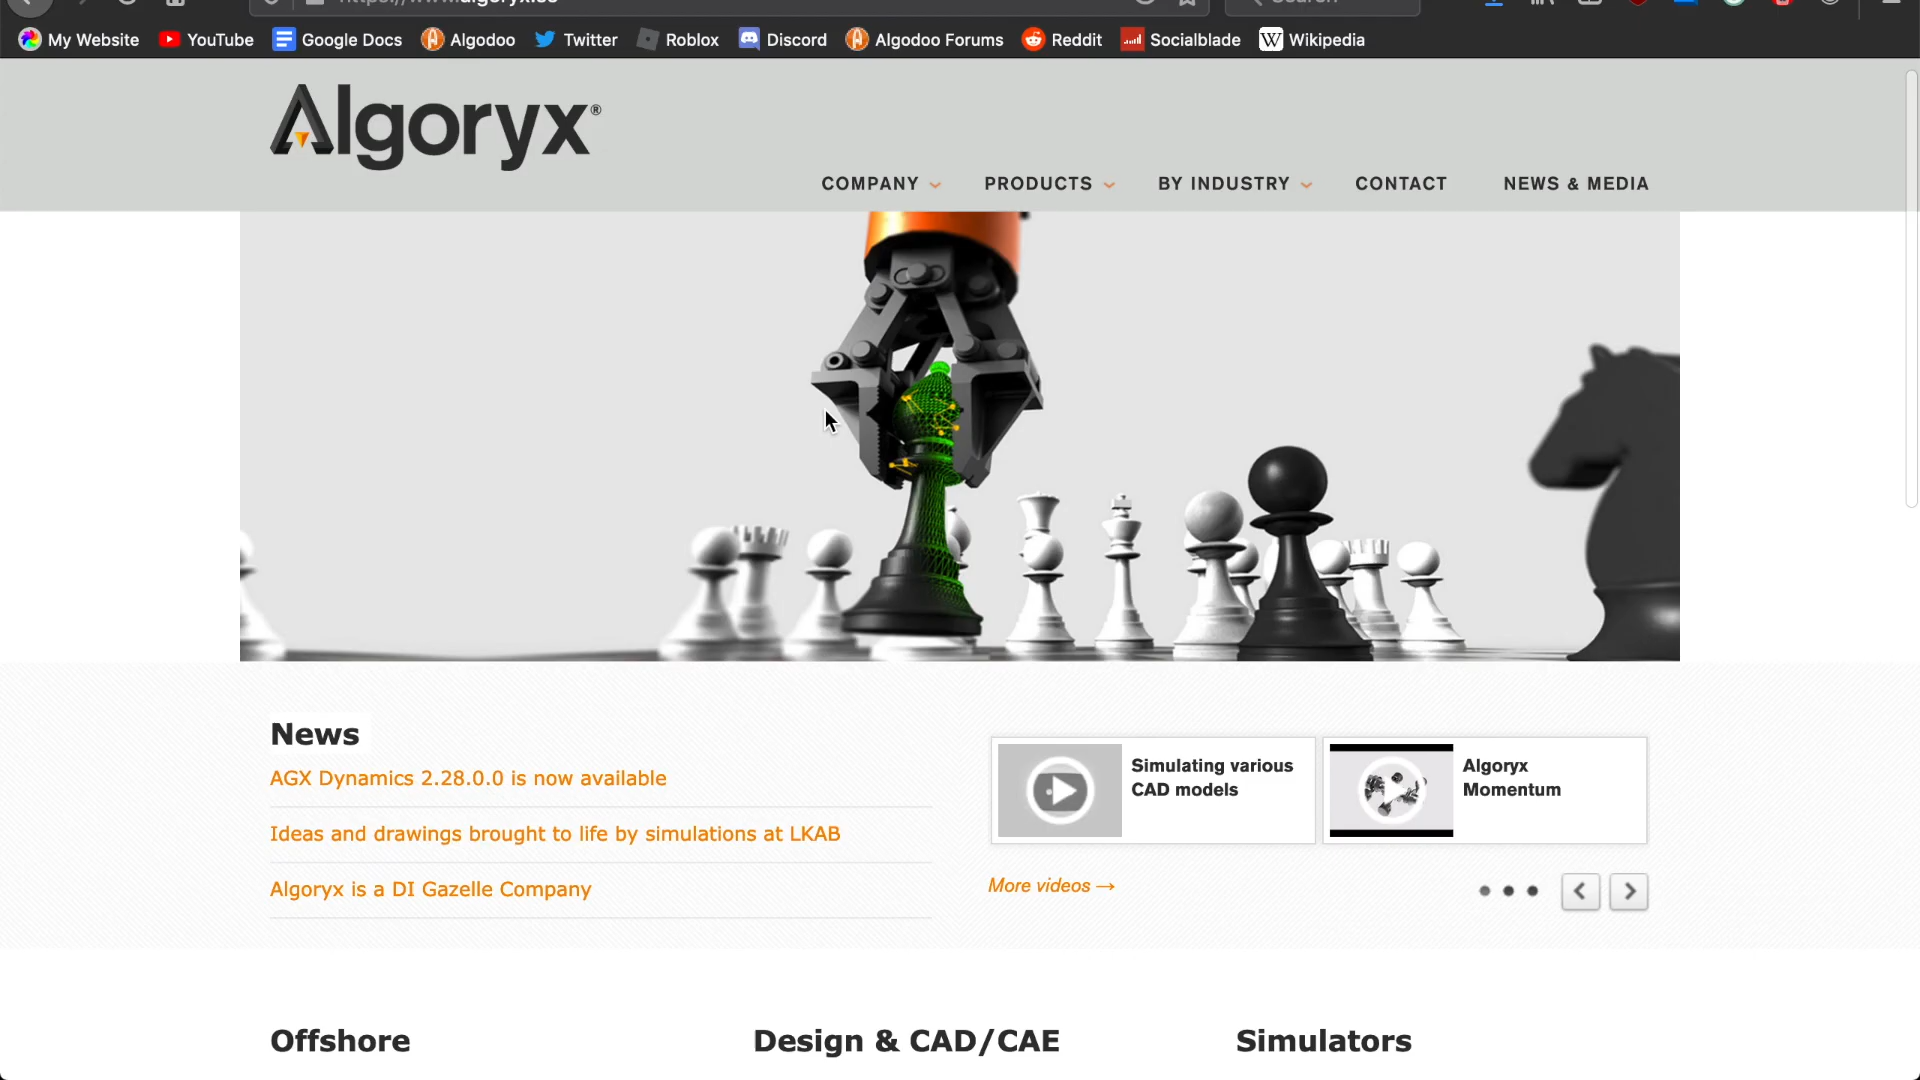 My Website YouTube Google Docs Algodoo Twitter Roblox Discord Algodoo Forums Reddit Socialblade Wikipedia
Algoryx®
COMPANY PRODUCTS BY INDUSTRY CONTACT NEWS & MEDIA
News
AGX Dynamics 2.28.0.0 is now available
Ideas and drawings brought to life by simulations at LKAB
Algoryx is a DI Gazelle Company
Simulating various
CAD models
Algoryx
Momentum
More videos →
Offshore
Design & CAD/CAE
Simulators